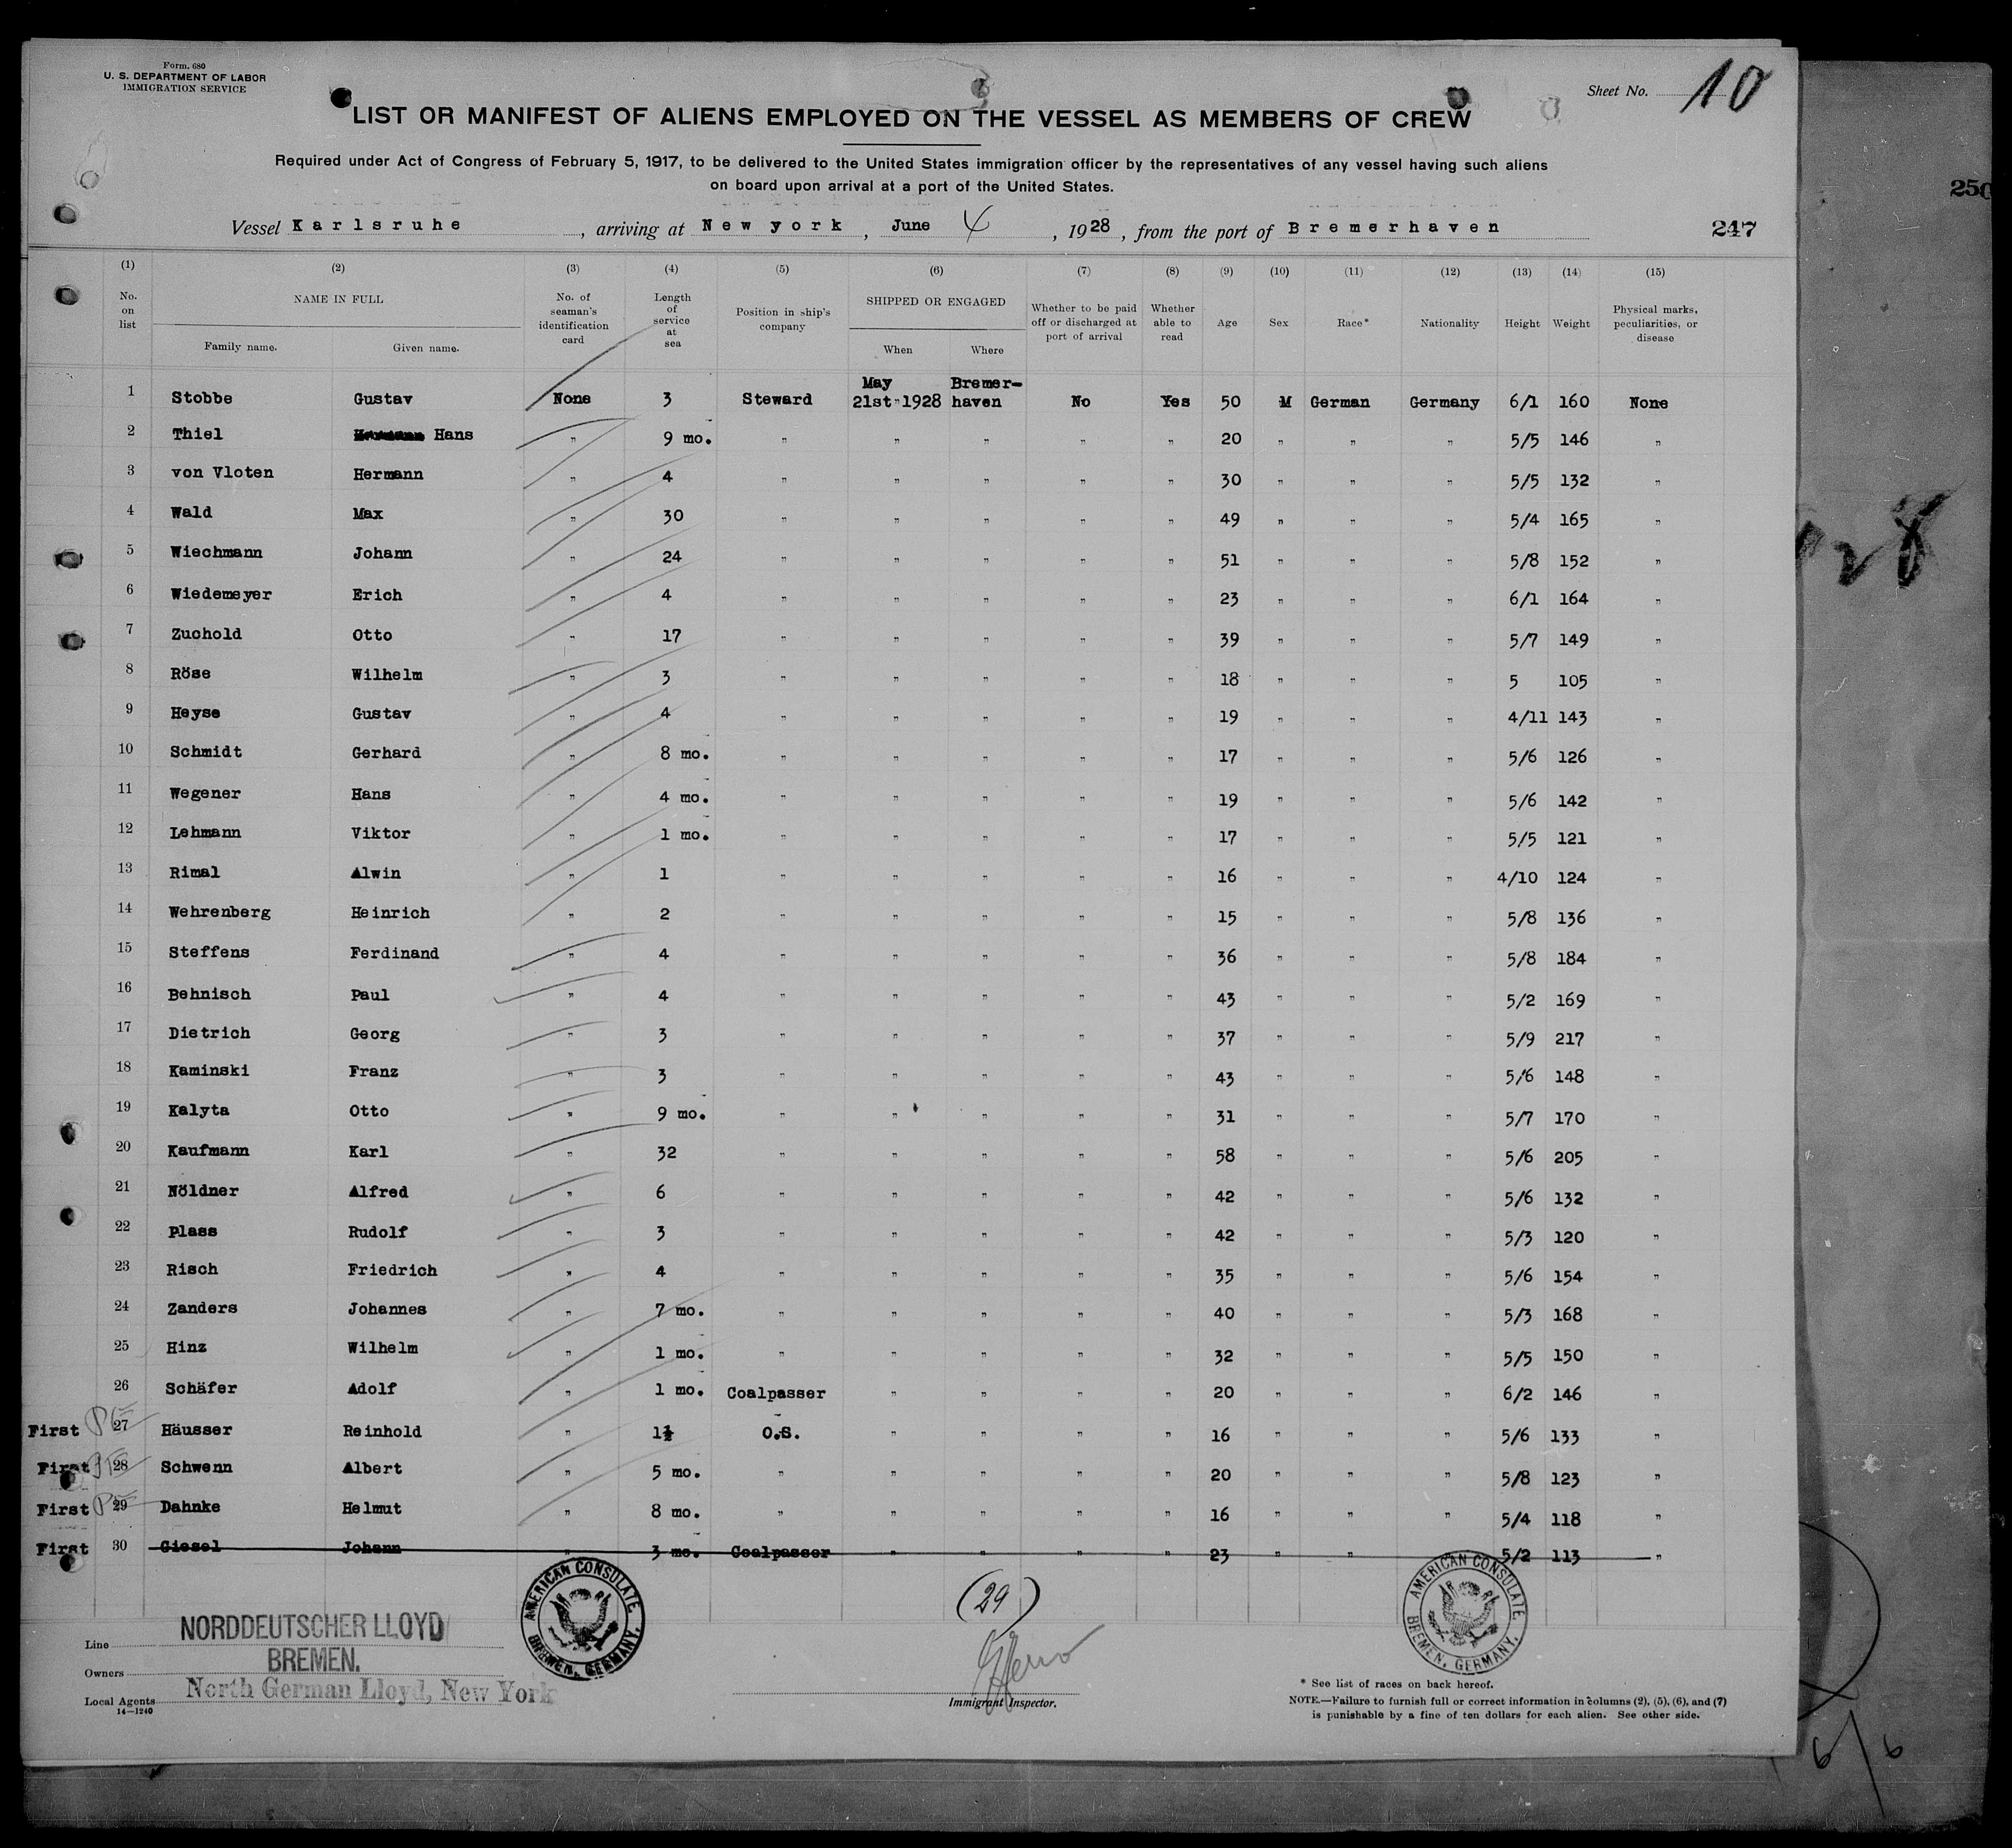 Form. 680
U. S. DEPARTMENT OF LABOR
IMMIGRATION SERVICE
Sheet No. 10
LIST OR MANIFEST OF ALIENS EMPLOYED ON THE VESSEL AS MEMBERS OF CREW
Required under Act of Congress of February 5, 1917, to be delivered to the United States immigration officer by the representatives of any vessel having such aliens
on board upon arrival at a port of the United States.
250
Vessel Karlsruhe, arriving at New york, June 4, 1928, from the port of Bremerhaven 247
(1) (2) (3) (4) (5) (6) (7) (8) (9) (10) (11) (12) (13) (14) (15)
No. on list
NAME IN FULL
Family name. Given name.
No. of seaman's identification card
Length of service at sea
Position in ship's company
SHIPPED OR ENGAGED
When Where
Whether to be paid off or discharged at port of arrival
Whether able to read
Age Sex Race* Nationality Height Weight
Physical marks, peculiarities, or disease
1 Stobbe Gustav None 3 Steward May 21st 1928 Bremerhaven No Yes 50 M German Germany 6/1 160 None
2 Thiel Hans " 9 mo. " " " " " 20 " " " 5/5 146 "
3 von Vloten Hermann " 4 " " " " " 30 " " " 5/5 132 "
4 Wald Max " 30 " " " " " 49 " " " 5/4 165 "
5 Wiechmann Johann " 24 " " " " " 51 " " " 5/8 152 "
6 Wiedemeyer Erich " 4 " " " " " 23 " " " 6/1 164 "
7 Zuchold Otto " 17 " " " " " 39 " " " 5/7 149 "
8 Röse Wilhelm " 3 " " " " " 18 " " " 5 105 "
9 Heyse Gustav " 4 " " " " " 19 " " " 4/11 143 "
10 Schmidt Gerhard " 8 mo. " " " " " 17 " " " 5/6 126 "
11 Wegener Hans " 4 mo. " " " " " 19 " " " 5/6 142 "
12 Lehmann Viktor " 1 mo. " " " " " 17 " " " 5/5 121 "
13 Rimal Alwin " 1 " " " " " 16 " " " 4/10 124 "
14 Wehrenberg Heinrich " 2 " " " " " 15 " " " 5/8 136 "
15 Steffens Ferdinand " 4 " " " " " 36 " " " 5/8 184 "
16 Behnisch Paul " 4 " " " " " 43 " " " 5/2 169 "
17 Dietrich Georg " 3 " " " " " 37 " " " 5/9 217 "
18 Kaminski Franz " 3 " " " " " 43 " " " 5/6 148 "
19 Kalyta Otto " 9 mo. " " " " " 31 " " " 5/7 170 "
20 Kaufmann Karl " 32 " " " " " 58 " " " 5/6 205 "
21 Nöldner Alfred " 6 " " " " " 42 " " " 5/6 132 "
22 Plass Rudolf " 3 " " " " " 42 " " " 5/3 120 "
23 Risch Friedrich " 4 " " " " " 35 " " " 5/6 154 "
24 Zanders Johannes " 7 mo. " " " " " 40 " " " 5/3 168 "
25 Hinz Wilhelm " 1 mo. " " " " " 32 " " " 5/5 150 "
26 Schäfer Adolf " 1 mo. Coalpasser " " " " 20 " " " 6/2 146 "
First 27 Häusser Reinhold " 1½ O.S. " " " " 16 " " " 5/6 133 "
First 28 Schwenn Albert " 5 mo. " " " " " 20 " " " 5/8 123 "
First 29 Dahnke Helmut " 8 mo. " " " " " 16 " " " 5/4 118 "
First 30 Giesel Johann " 3 mo. Coalpasser " " " " 23 " " " 5/2 113 "
AMERICAN CONSULATE. BREMEN, GERMANY.
(29)
AMERICAN CONSULATE. BREMEN, GERMANY.
Line NORDDEUTSCHER LLOYD
Owners BREMEN.
Local Agents North German Lloyd, New York
14—1240
Immigrant Inspector.
* See list of races on back hereof.
NOTE.—Failure to furnish full or correct information in columns (2), (5), (6), and (7)
is punishable by a fine of ten dollars for each alien. See other side.
6/6